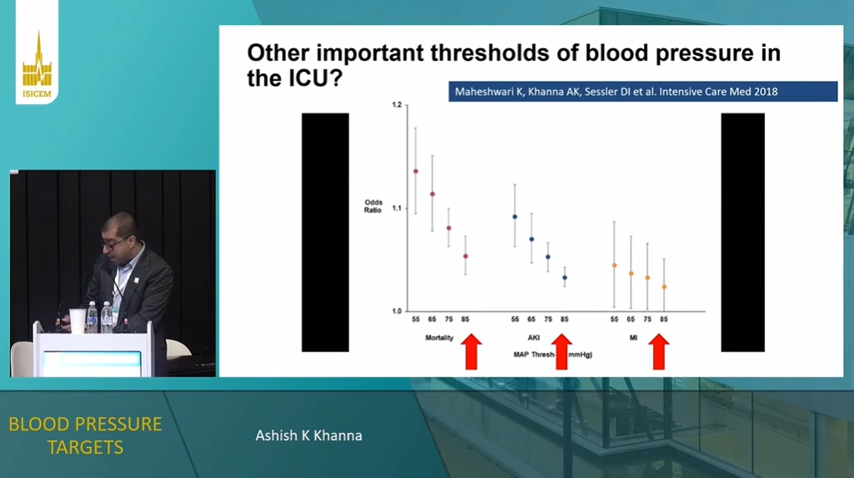 ISICEM
Other important thresholds of blood pressure in
the ICU?
Maheshwari K, Khanna AK, Sessler DI et al. Intensive Care Med 2018
1.2
Odds
Ratio
1.1
1.0
55 65 75 85 55 65 75 85 55 65 75 85
Mortality AKI MI
MAP Thresh mmHg)
BLOOD PRESSURE
TARGETS
Ashish K Khanna